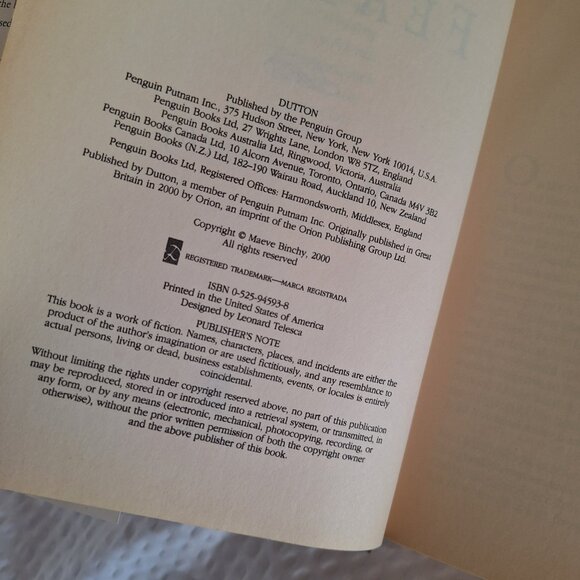 DUTTON
Published by the Penguin Group
Penguin Putnam Inc., 375 Hudson Street, New York, New York 10014, U.S.A.
Penguin Books Ltd, 27 Wrights Lane, London W8 5TZ, England
Penguin Books Australia Ltd, Ringwood, Victoria, Australia
Penguin Books Canada Ltd, 10 Alcorn Avenue, Toronto, Ontario, Canada M4V 3B2
Penguin Books (N.Z.) Ltd, 182–190 Wairau Road, Auckland 10, New Zealand
Penguin Books Ltd, Registered Offices: Harmondsworth, Middlesex, England
Published by Dutton, a member of Penguin Putnam Inc. Originally published in Great
Britain in 2000 by Orion, an imprint of the Orion Publishing Group Ltd.
Copyright © Maeve Binchy, 2000
All rights reserved
REGISTERED TRADEMARK—MARCA REGISTRADA
ISBN 0-525-94593-8
Printed in the United States of America
Designed by Leonard Telesca
PUBLISHER'S NOTE
This book is a work of fiction. Names, characters, places, and incidents are either the
product of the author's imagination or are used fictitiously, and any resemblance to
actual persons, living or dead, business establishments, events, or locales is entirely
coincidental.
Without limiting the rights under copyright reserved above, no part of this publication
may be reproduced, stored in or introduced into a retrieval system, or transmitted, in
any form, or by any means (electronic, mechanical, photocopying, recording, or
otherwise), without the prior written permission of both the copyright owner
and the above publisher of this book.